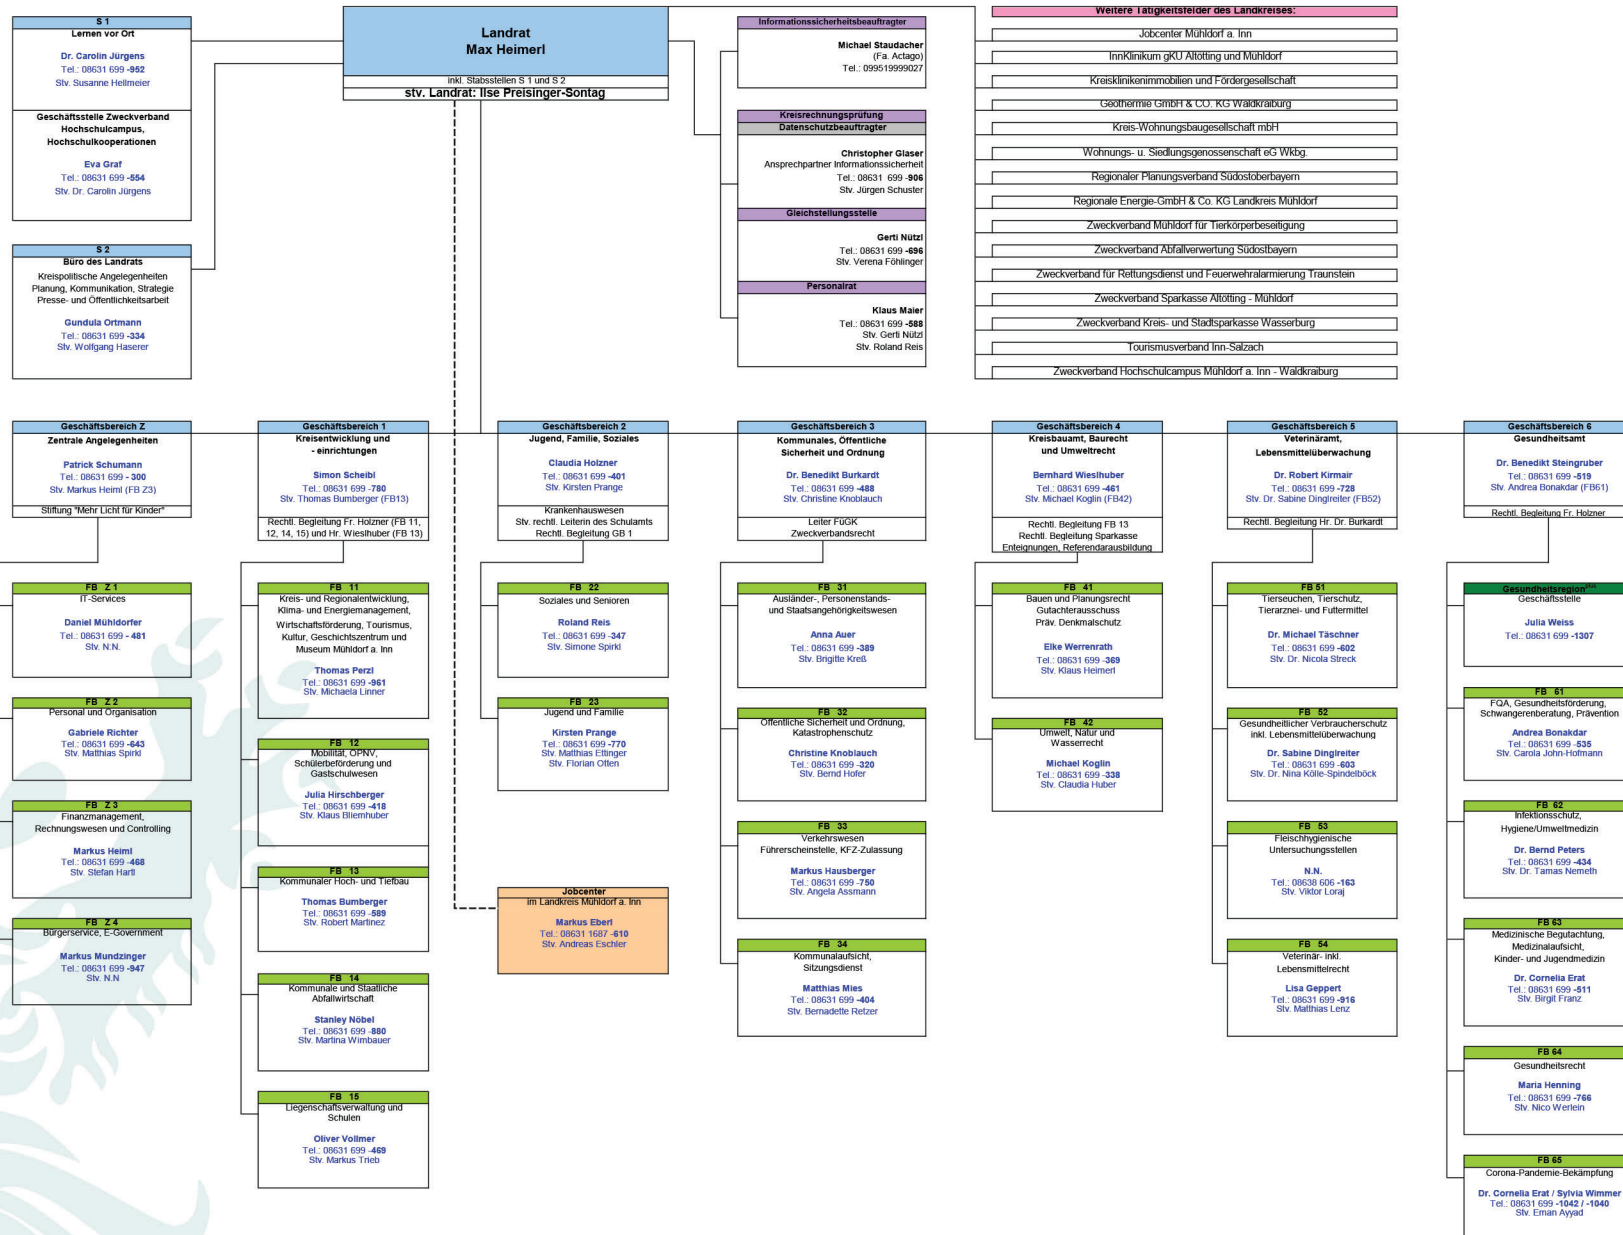 S 1
Lernen vor Ort
Dr. Carolin Jürgens
Tel.: 08631 699 -952
Stv. Susanne Hellmeier
Geschäftsstelle Zweckverband
Hochschulcampus,
Hochschulkooperationen
Eva Graf
Tel.: 08631 699 -554
Stv. Dr. Carolin Jürgens
S 2
Büro des Landrats
Kreispolitische Angelegenheiten
Planung, Kommunikation, Strategie
Presse- und Öffentlichkeitsarbeit
Gundula Ortmann
Tel.: 08631 699 -334
Stv. Wolfgang Haserer
Landrat
Max Heimerl
inkl. Stabsstellen S 1 und S 2
stv. Landrat: Ilse Preisinger-Sontag
Informationssicherheitsbeauftragter
Michael Staudacher
(Fa. Actago)
Tel.: 099519999027
Kreisrechnungsprüfung
Datenschutzbeauftragter
Christopher Glaser
Ansprechpartner Informationssicherheit
Tel.: 08631 699 -906
Stv. Jürgen Schuster
Gleichstellungsstelle
Gerti Nützl
Tel.: 08631 699 -696
Stv. Verena Föhlinger
Personalrat
Klaus Maier
Tel.: 08631 699 -588
Stv. Gerti Nützl
Stv. Roland Reis
Weitere Tätigkeitsfelder des Landkreises:
Jobcenter Mühldorf a. Inn
InnKlinikum gKU Altötting und Mühldorf
Kreisklinikenimmobilien und Fördergesellschaft
Geothermie GmbH & CO. KG Waldkraiburg
Kreis-Wohnungsbaugesellschaft mbH
Wohnungs- u. Siedlungsgenossenschaft eG Wkbg.
Regionaler Planungsverband Südostoberbayern
Regionale Energie-GmbH & Co. KG Landkreis Mühldorf
Zweckverband Mühldorf für Tierkörperbeseitigung
Zweckverband Abfallverwertung Südostbayern
Zweckverband für Rettungsdienst und Feuerwehralarmierung Traunstein
Zweckverband Sparkasse Altötting - Mühldorf
Zweckverband Kreis- und Stadtsparkasse Wasserburg
Tourismusverband Inn-Salzach
Zweckverband Hochschulcampus Mühldorf a. Inn - Waldkraiburg
Geschäftsbereich Z
Zentrale Angelegenheiten
Patrick Schumann
Tel.: 08631 699 - 300
Stv. Markus Heiml (FB Z3)
Stiftung "Mehr Licht für Kinder"
FB Z 1
IT-Services
Daniel Mühldorfer
Tel.: 08631 699 - 481
Stv. N.N.
FB Z 2
Personal und Organisation
Gabriele Richter
Tel.: 08631 699 -643
Stv. Matthias Spirkl
FB Z 3
Finanzmanagement,
Rechnungswesen und Controlling
Markus Heiml
Tel.: 08631 699 -468
Stv. Stefan Hartl
FB Z 4
Bürgerservice, E-Government
Markus Mundzinger
Tel.: 08631 699 -947
Stv. N.N
Geschäftsbereich 1
Kreisentwicklung und
- einrichtungen
Simon Scheibl
Tel.: 08631 699 -780
Stv. Thomas Bumberger (FB13)
Rechtl. Begleitung Fr. Holzner (FB 11,
12, 14, 15) und Hr. Wieslhuber (FB 13)
FB 11
Kreis- und Regionalentwicklung,
Klima- und Energiemanagement,
Wirtschaftsförderung, Tourismus,
Kultur, Geschichtszentrum und
Museum Mühldorf a. Inn
Thomas Perzl
Tel.: 08631 699 -961
Stv. Michaela Linner
FB 12
Mobilität, ÖPNV,
Schülerbeförderung und
Gastschulwesen
Julia Hirschberger
Tel.: 08631 699 -418
Stv. Klaus Bliemhuber
FB 13
Kommunaler Hoch- und Tiefbau
Thomas Bumberger
Tel.: 08631 699 -589
Stv. Robert Martinez
FB 14
Kommunale und Staatliche
Abfallwirtschaft
Stanley Nöbel
Tel.: 08631 699 -880
Stv. Martina Wimbauer
FB 15
Liegenschaftsverwaltung und
Schulen
Oliver Vollmer
Tel.: 08631 699 -469
Stv. Markus Trieb
Geschäftsbereich 2
Jugend, Familie, Soziales
Claudia Holzner
Tel.: 08631 699 -401
Stv. Kirsten Prange
Krankenhauswesen
Stv. rechtl. Leiterin des Schulamts
Rechtl. Begleitung GB 1
FB 22
Soziales und Senioren
Roland Reis
Tel.: 08631 699 -347
Stv. Simone Spirkl
FB 23
Jugend und Familie
Kirsten Prange
Tel.: 08631 699 -770
Stv. Matthias Ettinger
Stv. Florian Otten
Jobcenter
im Landkreis Mühldorf a. Inn
Markus Eberl
Tel.: 08631 1687 -610
Stv. Andreas Eschler
Geschäftsbereich 3
Kommunales, Öffentliche
Sicherheit und Ordnung
Dr. Benedikt Burkardt
Tel.: 08631 699 -488
Stv. Christine Knoblauch
Leiter FüGK
Zweckverbandsrecht
FB 31
Ausländer-, Personenstands-
und Staatsangehörigkeitswesen
Anna Auer
Tel.: 08631 699 -389
Stv. Brigitte Kreß
FB 32
Öffentliche Sicherheit und Ordnung,
Katastrophenschutz
Christine Knoblauch
Tel.: 08631 699 -320
Stv. Bernd Hofer
FB 33
Verkehrswesen
Führerscheinstelle, KFZ-Zulassung
Markus Hausberger
Tel.: 08631 699 -750
Stv. Angela Assmann
FB 34
Kommunalaufsicht,
Sitzungsdienst
Matthias Mies
Tel.: 08631 699 -404
Stv. Bernadette Retzer
Geschäftsbereich 4
Kreisbauamt, Baurecht
und Umweltrecht
Bernhard Wieslhuber
Tel.: 08631 699 -461
Stv. Michael Koglin (FB42)
Rechtl. Begleitung FB 13
Rechtl. Begleitung Sparkasse
Enteignungen, Referendarausbildung
FB 41
Bauen und Planungsrecht
Gutachterausschuss
Präv. Denkmalschutz
Elke Werrenrath
Tel.: 08631 699 -369
Stv. Klaus Heimerl
FB 42
Umwelt, Natur und
Wasserrecht
Michael Koglin
Tel.: 08631 699 -338
Stv. Claudia Huber
Geschäftsbereich 5
Veterinäramt,
Lebensmittelüberwachung
Dr. Robert Kirmair
Tel.: 08631 699 -728
Stv. Dr. Sabine Dinglreiter (FB52)
Rechtl. Begleitung Hr. Dr. Burkardt
FB 51
Tierseuchen, Tierschutz,
Tierarznei- und Futtermittel
Dr. Michael Täschner
Tel.: 08631 699 -602
Stv. Dr. Nicola Streck
FB 52
Gesundheitlicher Verbraucherschutz
inkl. Lebensmittelüberwachung
Dr. Sabine Dinglreiter
Tel.: 08631 699 -603
Stv. Dr. Nina Kölle-Spindelböck
FB 53
Fleischhygienische
Untersuchungsstellen
N.N.
Tel.: 08638 606 -163
Stv. Viktor Loraj
FB 54
Veterinär- inkl.
Lebensmittelrecht
Lisa Geppert
Tel.: 08631 699 -916
Stv. Matthias Lenz
Geschäftsbereich 6
Gesundheitsamt
Dr. Benedikt Steingruber
Tel.: 08631 699 -519
Stv. Andrea Bonakdar (FB61)
Rechtl. Begleitung Fr. Holzner
Gesundheitsregion plus
Geschäftsstelle
Julia Weiss
Tel.: 08631 699 -1307
FB 61
FQA, Gesundheitsförderung,
Schwangerenberatung, Prävention
Andrea Bonakdar
Tel.: 08631 699 -535
Stv. Carola John-Hofmann
FB 62
Infektionsschutz,
Hygiene/Umweltmedizin
Dr. Bernd Peters
Tel.: 08631 699 -434
Stv. Dr. Tamas Nemeth
FB 63
Medizinische Begutachtung,
Medizinalaufsicht,
Kinder- und Jugendmedizin
Dr. Cornelia Erat
Tel.: 08631 699 -511
Stv. Birgit Franz
FB 64
Gesundheitsrecht
Maria Henning
Tel.: 08631 699 -766
Stv. Nico Werlein
FB 65
Corona-Pandemie-Bekämpfung
Dr. Cornelia Erat / Sylvia Wimmer
Tel.: 08631 699 -1042 / -1040
Stv. Eman Ayyad